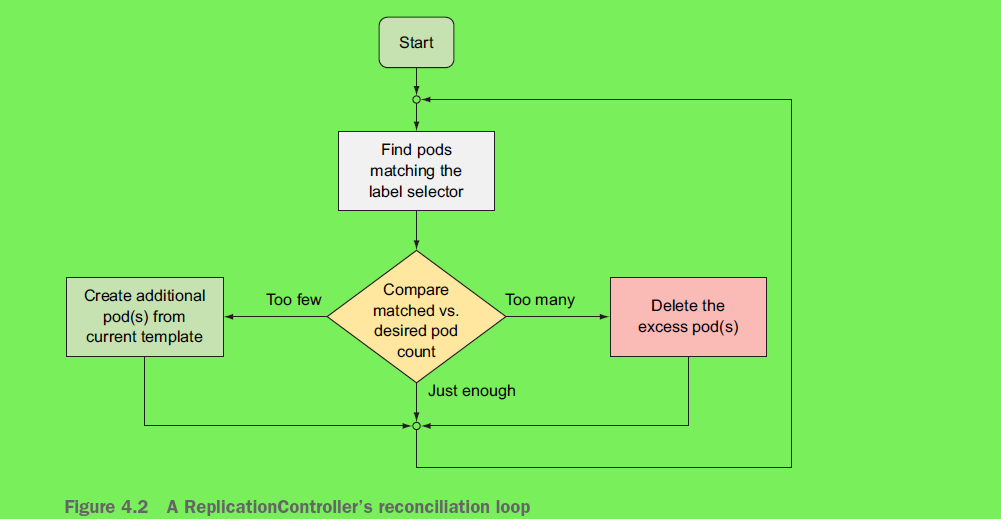 Start
Find pods
matching the
label selector
Compare
matched vs.
desired pod
count
Too few
Too many
Create additional
pod(s) from
current template
Delete the
excess pod(s)
Just enough
Figure 4.2 A ReplicationController's reconciliation loop